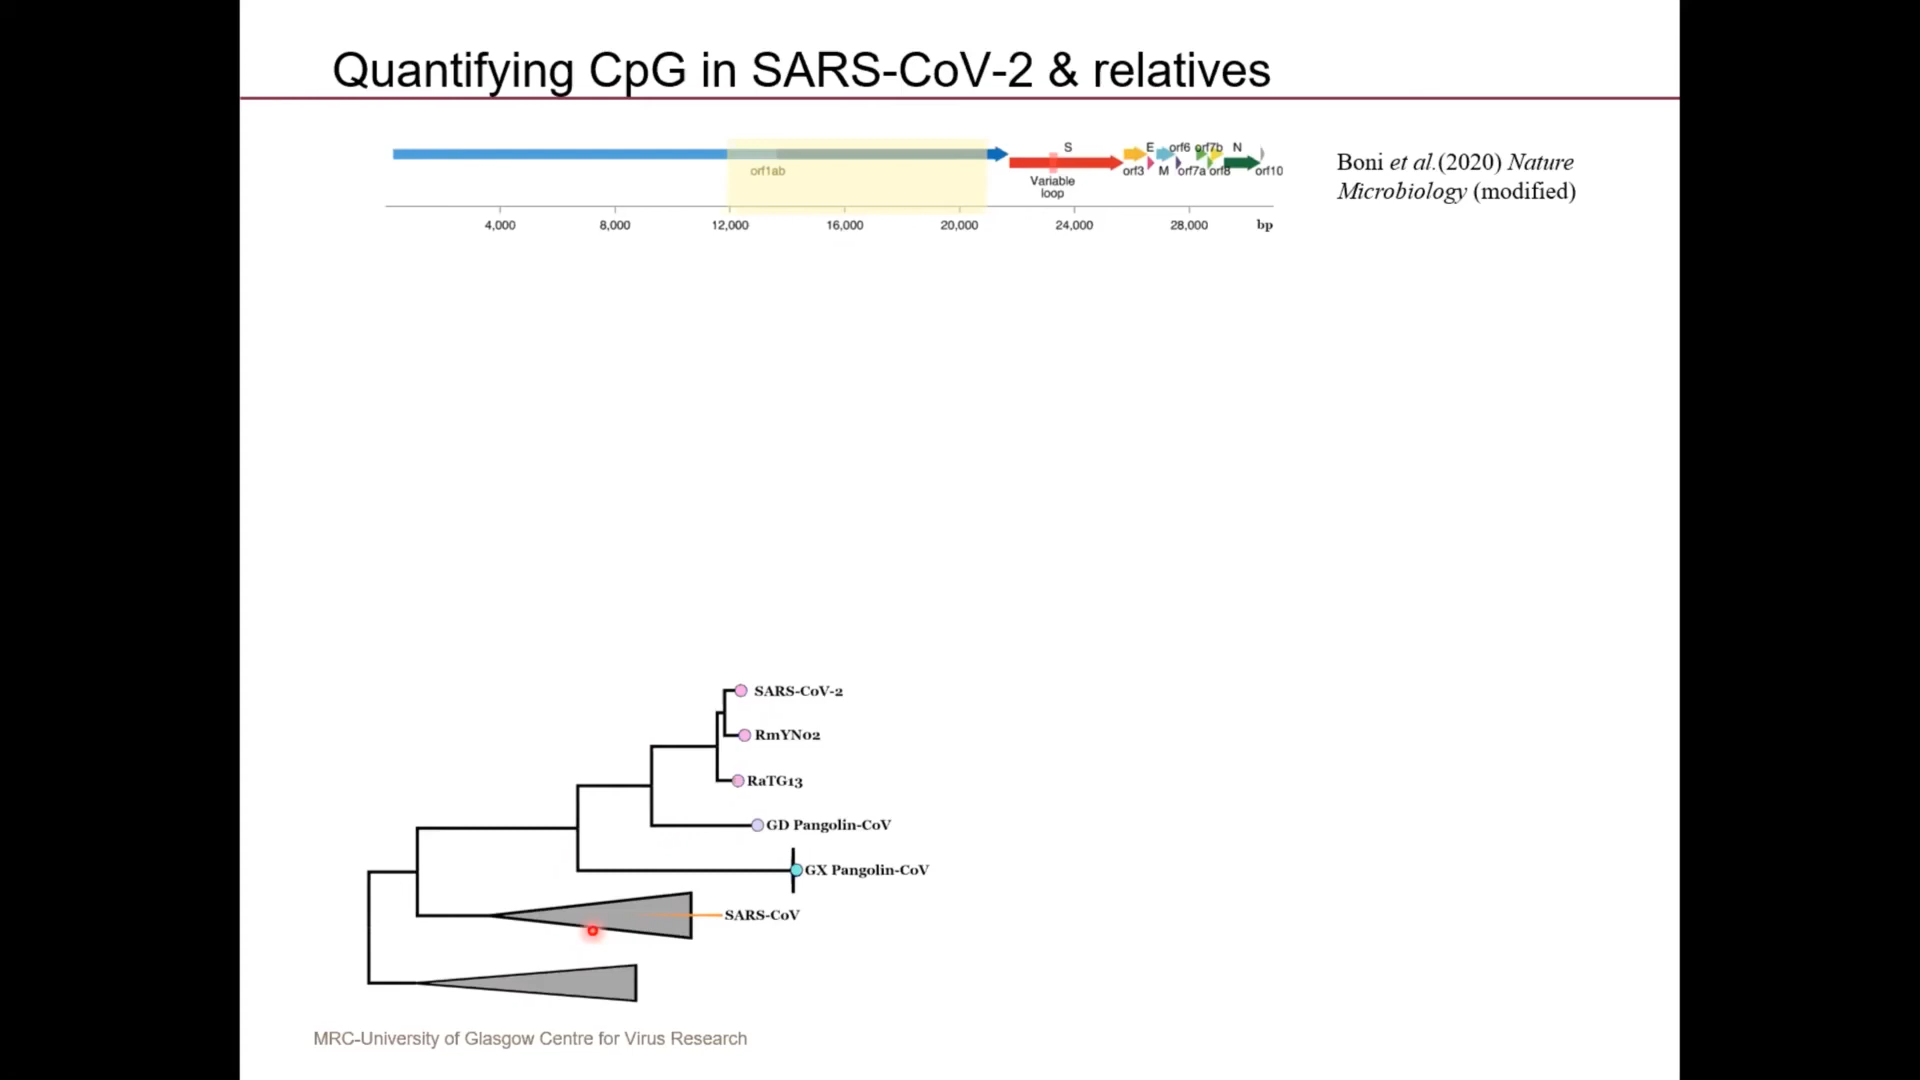 Quantifying CpG in SARS-CoV-2 & relatives
S E orf6 orf7b N
orf1ab orf3 M orf7a orf8 orf10
Variable
loop
4,000 8,000 12,000 16,000 20,000 24,000 28,000 bp
Boni et al.(2020) Nature
Microbiology (modified)
SARS-CoV-2
RmYN02
RaTG13
GD Pangolin-CoV
GX Pangolin-CoV
SARS-CoV
MRC-University of Glasgow Centre for Virus Research